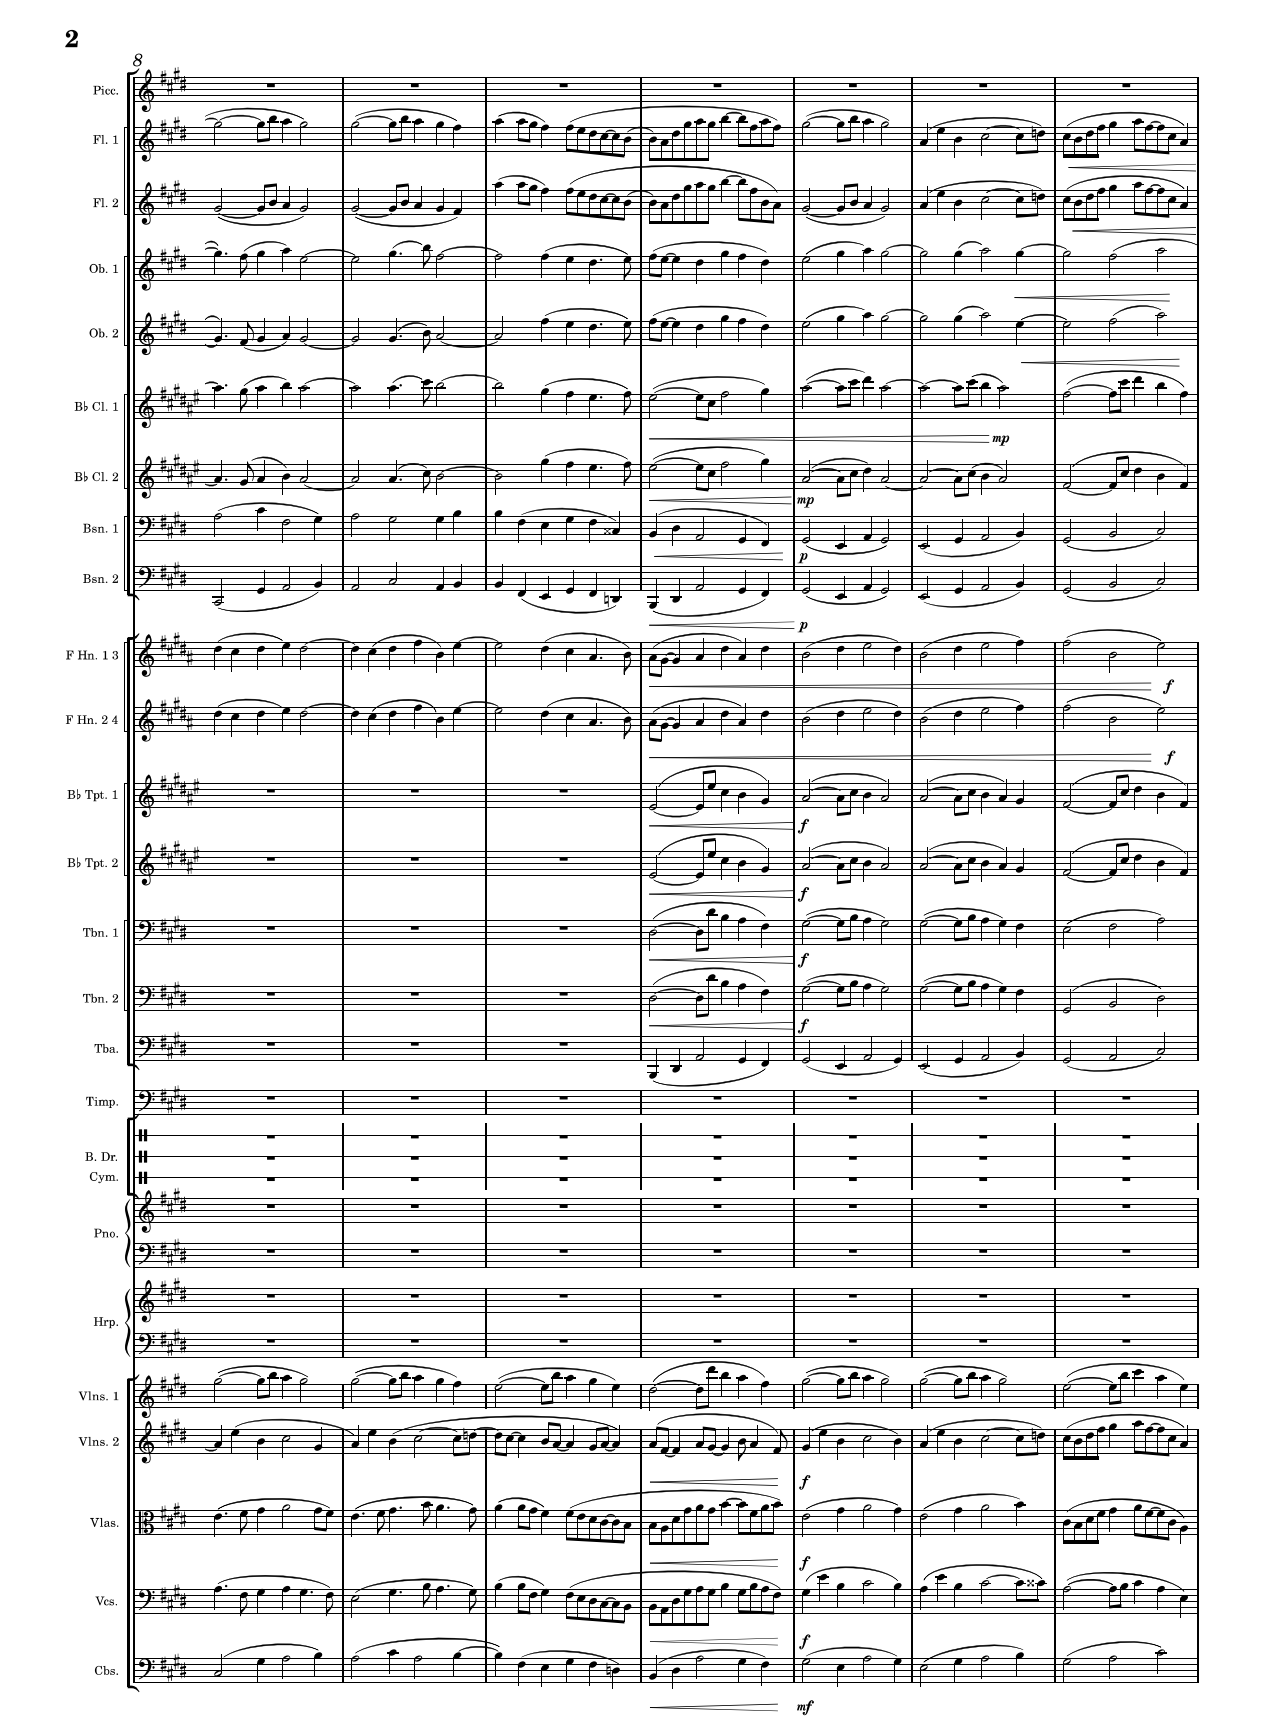 2
8
Picc.
Fl. 1
Fl. 2
Ob. 1
Ob. 2
B♭ Cl. 1
mp
B♭ Cl. 2
mp
Bsn. 1
p
Bsn. 2
p
F Hn. 1 3
f
F Hn. 2 4
f
B♭ Tpt. 1
f
B♭ Tpt. 2
f
Tbn. 1
f
Tbn. 2
f
Tba.
Timp.
B. Dr.
Cym.
Pno.
Hrp.
Vlns. 1
Vlns. 2
f
Vlas.
f
Vcs.
f
Cbs.
mf